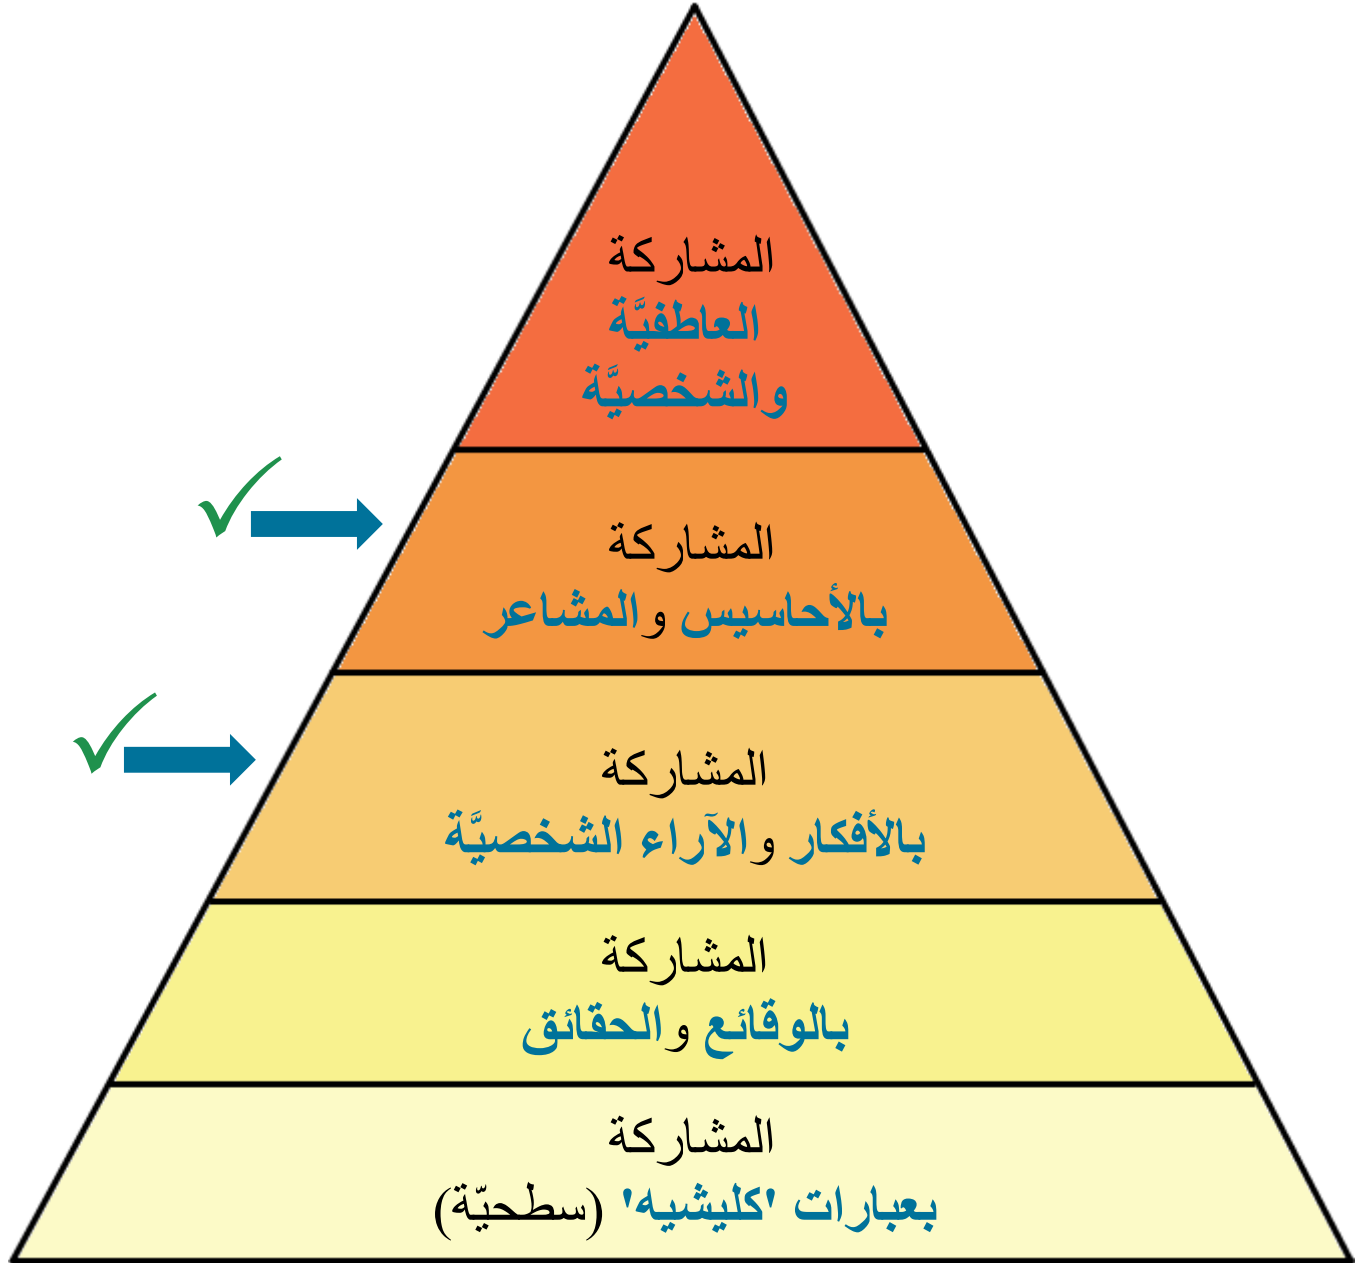 المشاركة
العاطفيَّة
والشخصيَّة
المشاركة
بالأحاسيس والمشاعر
المشاركة
بالأفكار والآراء الشخصيَّة
المشاركة
بالوقائع والحقائق
المشاركة
بعبارات 'كليشيه' (سطحيّة)